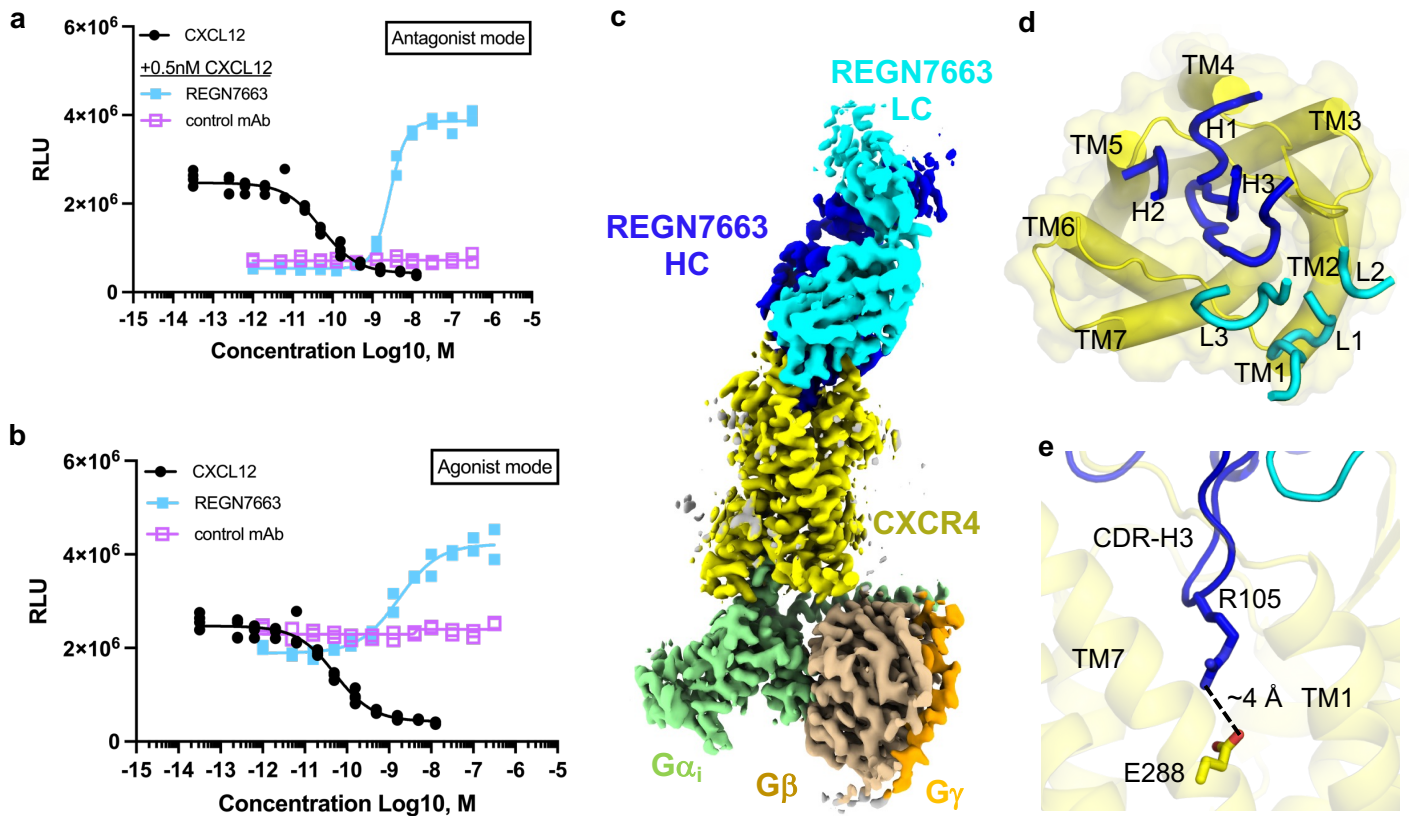 a
6×10⁶
4×10⁶
2×10⁶
0
RLU
CXCL12
+0.5nM CXCL12
REGN7663
control mAb
Antagonist mode
-15 -14 -13 -12 -11 -10 -9 -8 -7 -6 -5
Concentration Log10, M
b
6×10⁶
4×10⁶
2×10⁶
0
RLU
CXCL12
REGN7663
control mAb
Agonist mode
-15 -14 -13 -12 -11 -10 -9 -8 -7 -6 -5
Concentration Log10, M
c
REGN7663
LC
REGN7663
HC
CXCR4
Gαi
Gβ
Gγ
d
TM4
H1
TM3
TM5
H3
H2
TM6
TM2
L2
TM7
L3
L1
TM1
e
CDR-H3
R105
TM7
~4 Å
TM1
E288